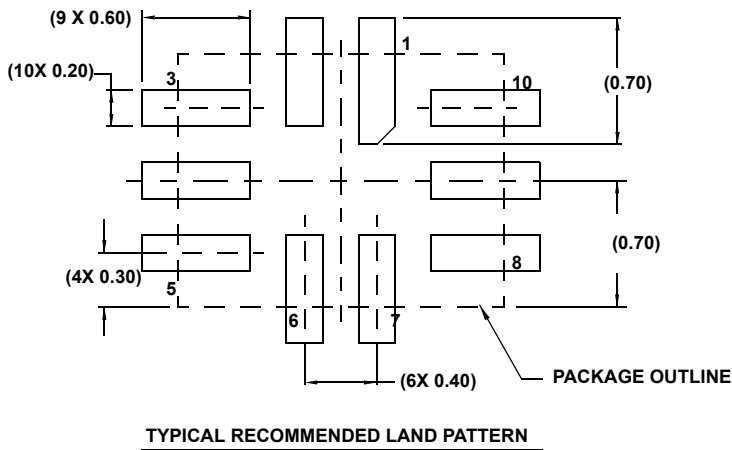 (9 X 0.60)
1
(10X 0.20)
3
10
(0.70)
(0.70)
(4X 0.30)
5
8
6
7
(6X 0.40)
PACKAGE OUTLINE
TYPICAL RECOMMENDED LAND PATTERN